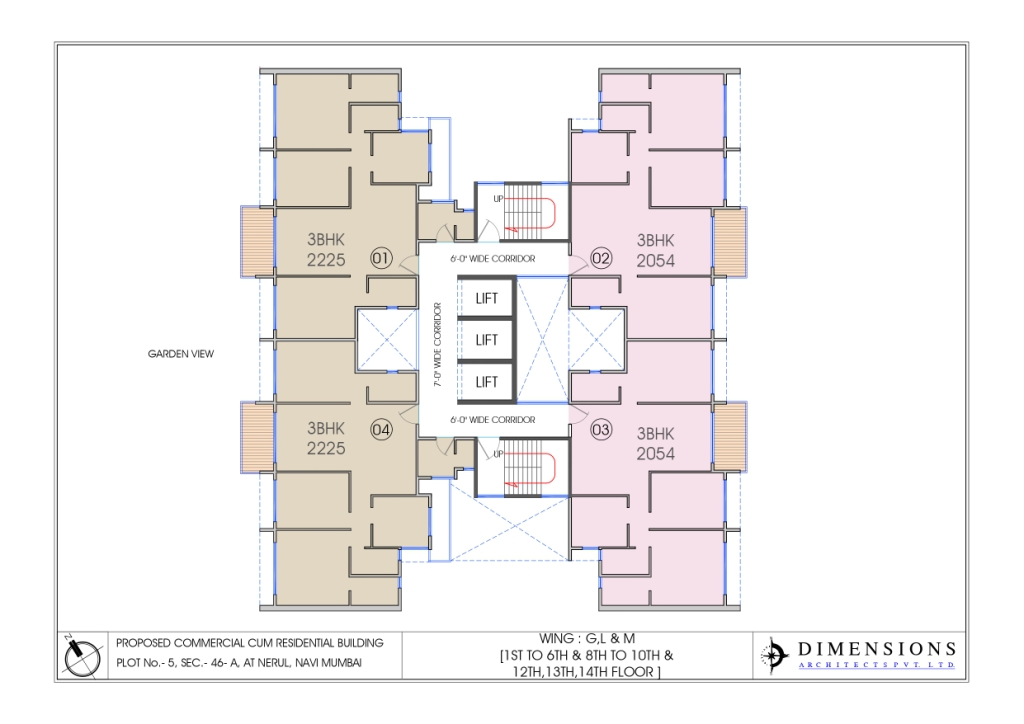 UP
3BHK
2225
01
02
3BHK
2054
6'-0" WIDE CORRIDOR
LIFT
7'-0" WIDE CORRIDOR
LIFT
GARDEN VIEW
LIFT
6'-0" WIDE CORRIDOR
3BHK
2225
04
03
3BHK
2054
UP
N
PROPOSED COMMERCIAL CUM RESIDENTIAL BUILDING
PLOT No.- 5, SEC.- 46- A, AT NERUL, NAVI MUMBAI
WING : G,L & M
[1ST TO 6TH & 8TH TO 10TH &
12TH,13TH,14TH FLOOR ]
DIMENSIONS
ARCHITECTS PVT. LTD.